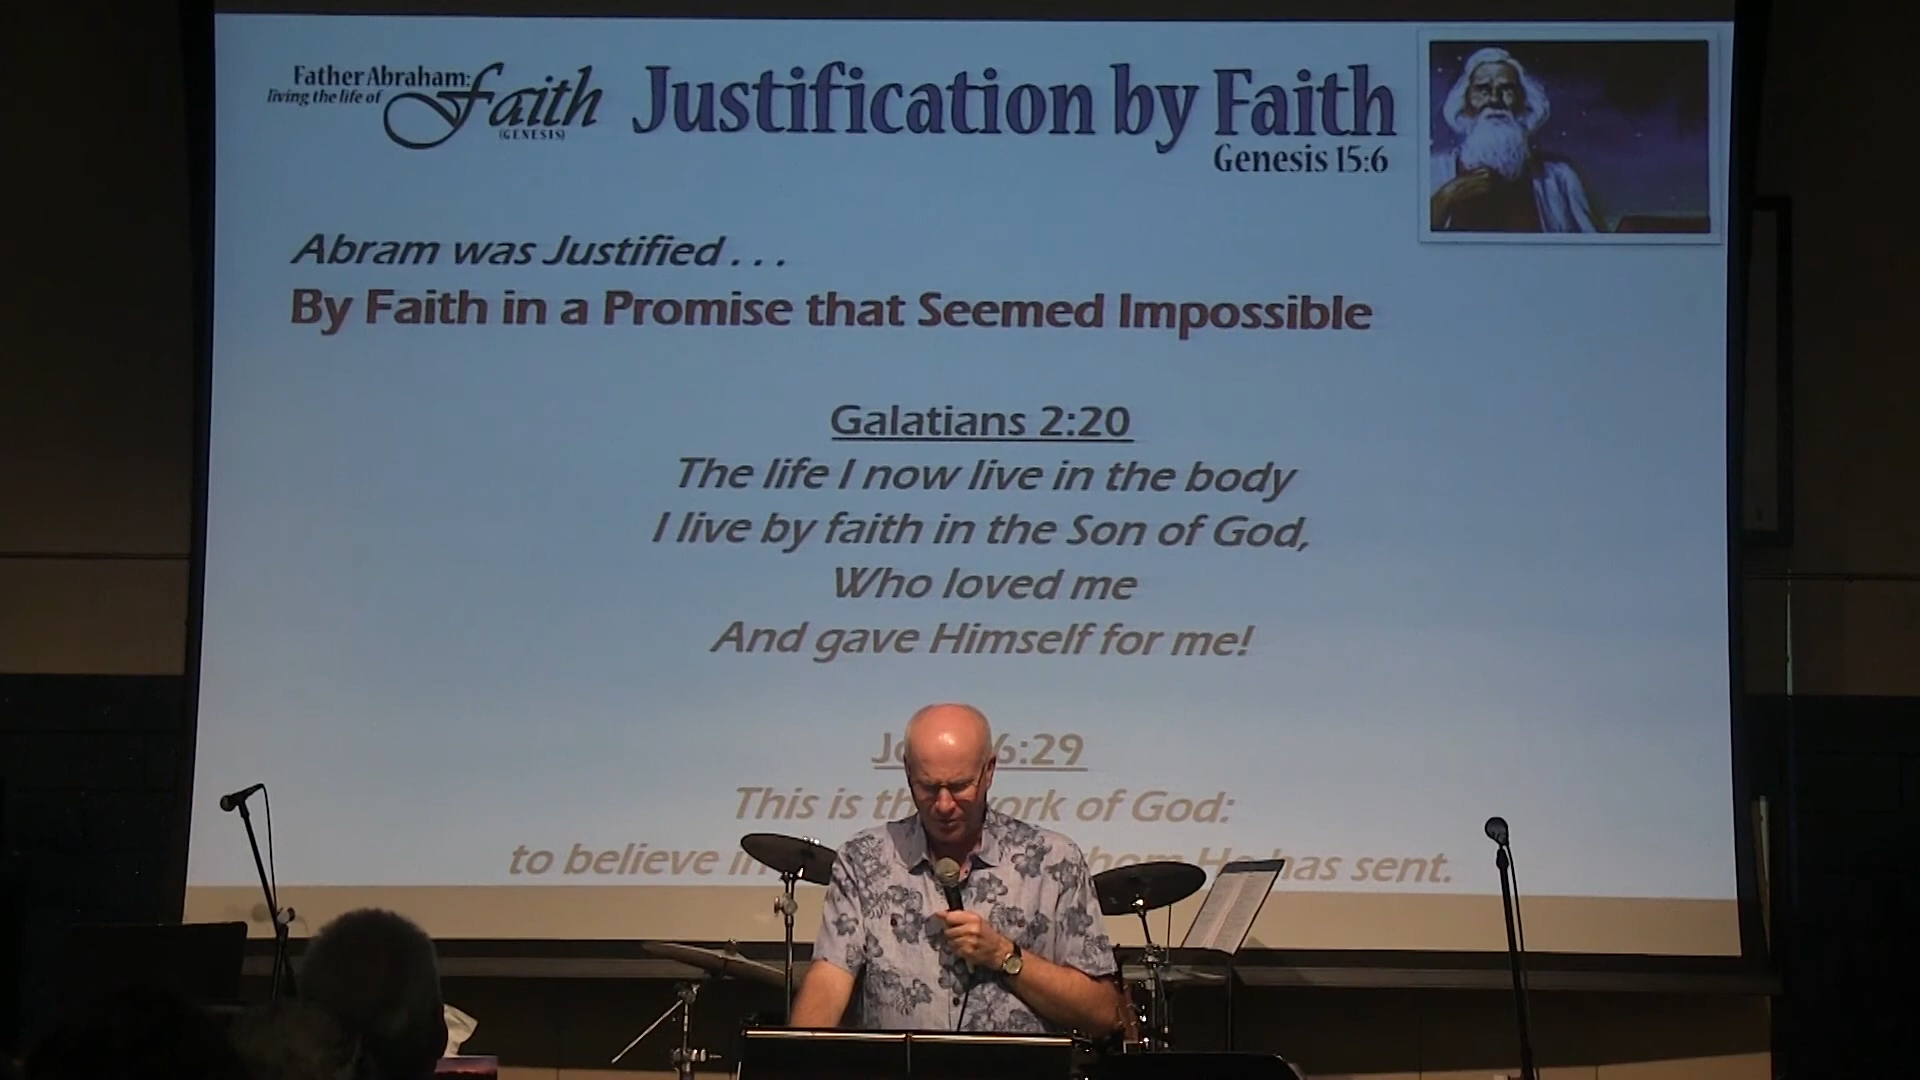 Father Abraham:
living the life of
Faith
(GENESIS)
Justification by Faith
Genesis 15:6
Abram was Justified . . .
By Faith in a Promise that Seemed Impossible
Galatians 2:20
The life I now live in the body
I live by faith in the Son of God,
Who loved me
And gave Himself for me!
6:29
This is work of God:
to believe He has sent.